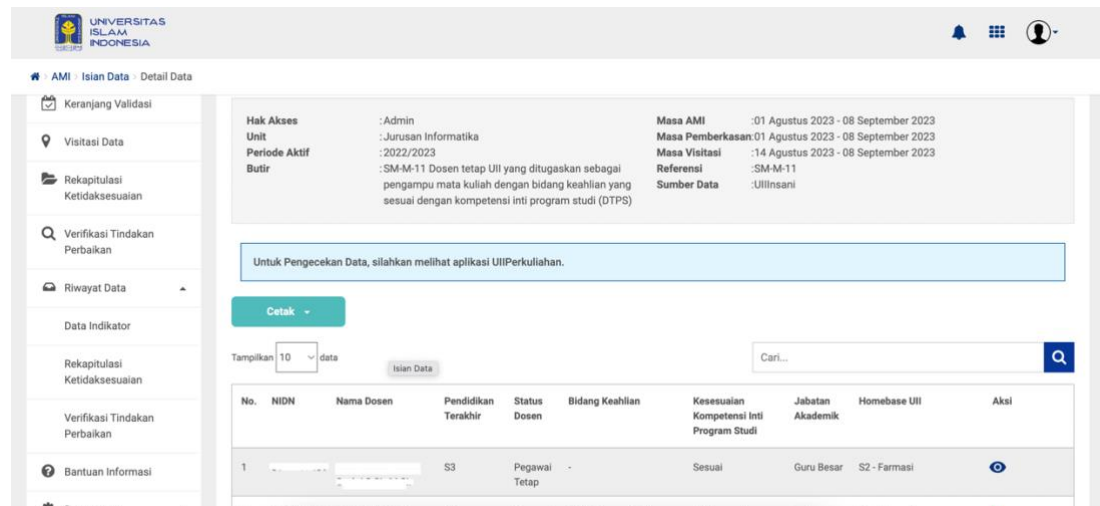 UNIVERSITAS
ISLAM
INDONESIA
AMI Isian Data Detail Data
Keranjang Validasi
Visitasi Data
Rekapitulasi
Ketidaksesuaian
Verifikasi Tindakan
Perbaikan
Riwayat Data
Data Indikator
Rekapitulasi
Ketidaksesuaian
Verifikasi Tindakan
Perbaikan
Bantuan Informasi
Hak Akses :Admin
Unit :Jurusan Informatika
Periode Aktif :2022/2023
Butir :SM-M-11 Dosen tetap UII yang ditugaskan sebagai
pengampu mata kuliah dengan bidang keahlian yang
sesuai dengan kompetensi inti program studi (DTPS)
Masa AMI :01 Agustus 2023 - 08 September 2023
Masa Pemberkasan:01 Agustus 2023 - 08 September 2023
Masa Visitasi :14 Agustus 2023 - 08 September 2023
Referensi :SM-M-11
Sumber Data :UIIInsani
Untuk Pengecekan Data, silahkan melihat aplikasi UIIPerkuliahan.
Cetak
Tampilkan 10 data
Isian Data
Cari...
No. NIDN Nama Dosen Pendidikan Terakhir Status Dosen Bidang Keahlian Kesesuaian Kompetensi Inti Program Studi Jabatan Akademik Homebase UII Aksi
1 S3 Pegawai Tetap - Sesuai Guru Besar S2 - Farmasi